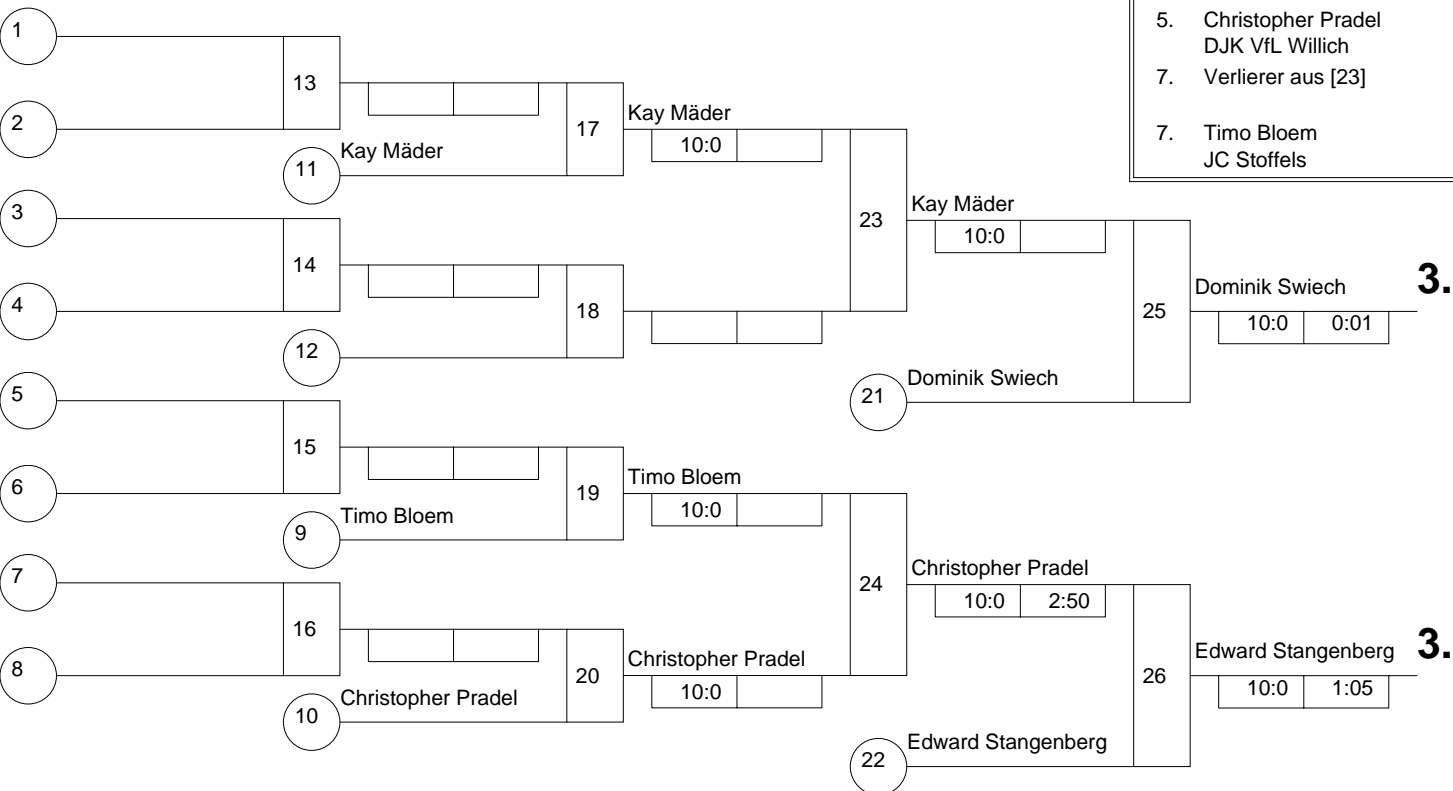 1
5. Christopher Pradel
DJK VfL Willich
7. Verlierer aus [23]
7. Timo Bloem
JC Stoffels
13
2
Kay Mäder
17
10:0
Kay Mäder
11
3
Kay Mäder
23
10:0
14
Dominik Swiech 3.
4
18
25
10:0 0:01
12
Dominik Swiech
5
21
15
Timo Bloem
6
19
10:0
Timo Bloem
9
7
Christopher Pradel
24
10:0 2:50
16
Edward Stangenberg 3.
8
Christopher Pradel
20
26
10:0
10:0 1:05
Christopher Pradel
10
Edward Stangenberg
22